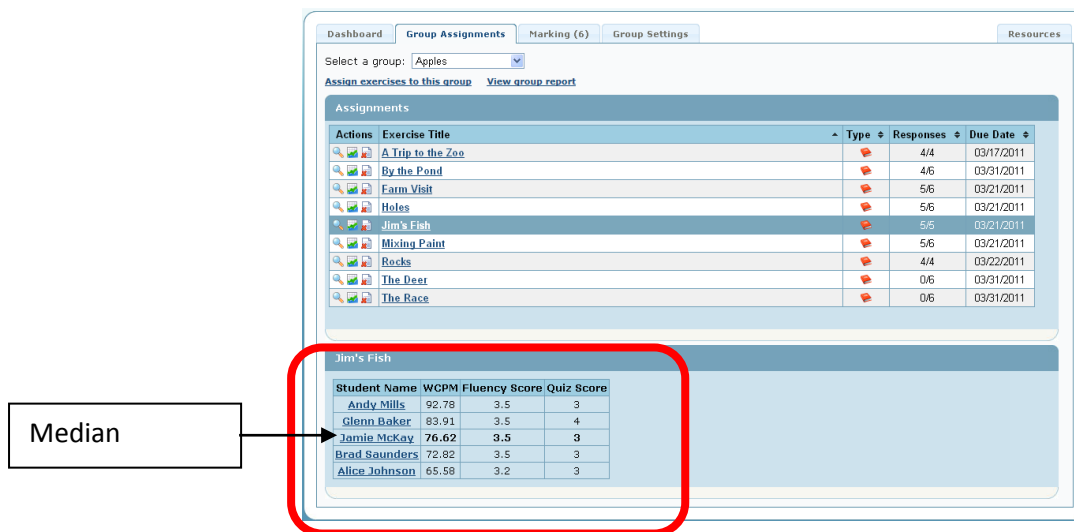 Dashboard Group Assignments Marking (6) Group Settings Resources
Select a group: Apples
Assign exercises to this group View group report
Assignments
Actions Exercise Title Type Responses Due Date
A Trip to the Zoo 4/4 03/17/2011
By the Pond 4/6 03/31/2011
Farm Visit 5/6 03/21/2011
Holes 5/6 03/21/2011
Jim's Fish 5/5 03/21/2011
Mixing Paint 5/6 03/21/2011
Rocks 4/4 03/22/2011
The Deer 0/6 03/31/2011
The Race 0/6 03/31/2011
Jim's Fish
Student Name WCPM Fluency Score Quiz Score
Andy Mills 92.78 3.5 3
Glenn Baker 83.91 3.5 4
Median Jamie McKay 76.62 3.5 3
Brad Saunders 72.82 3.5 3
Alice Johnson 65.58 3.2 3